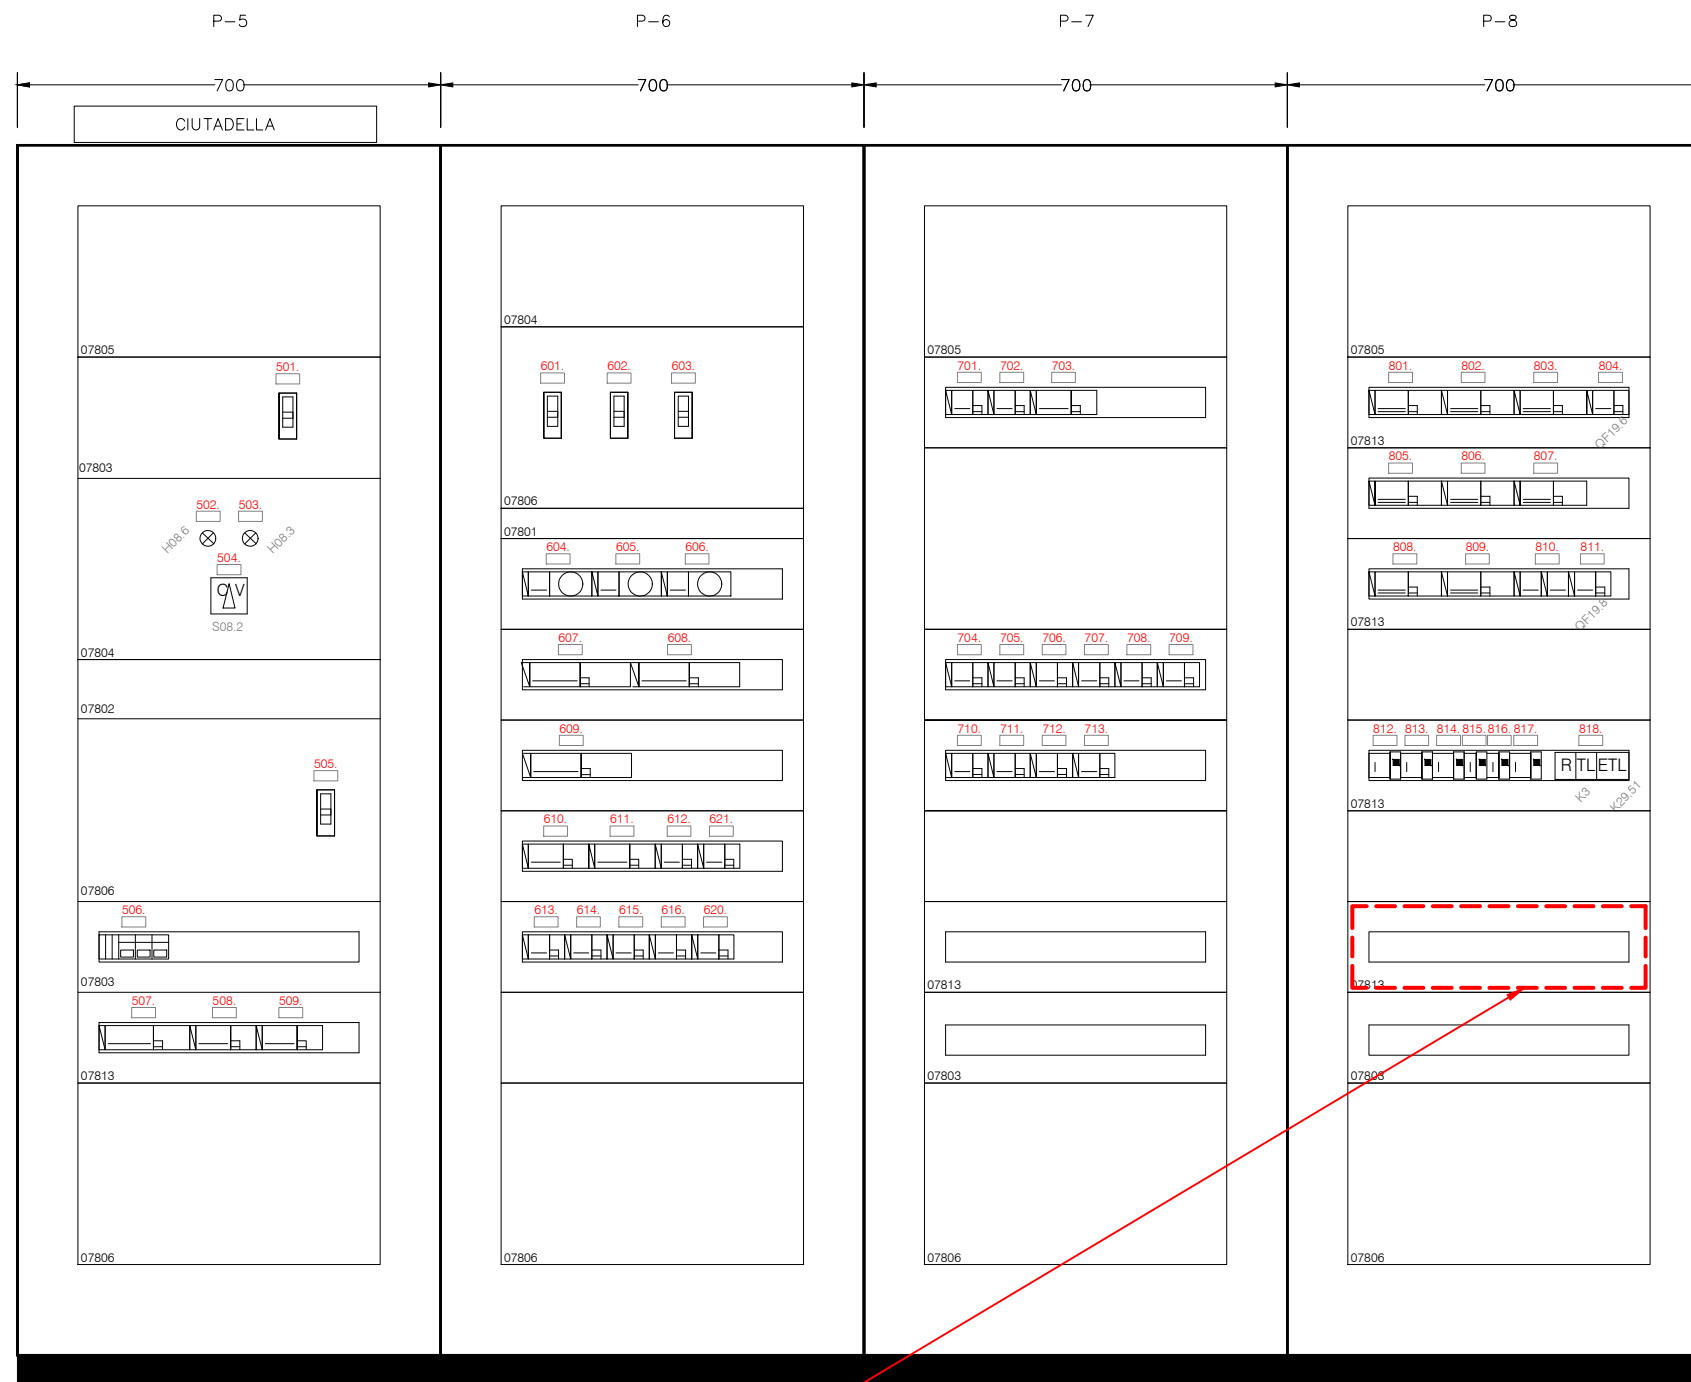 P-5 P-6 P-7 P-8
700 700 700 700
CIUTADELLA
07805
501.
07803
502. 503.
H08.6 H08.3
504.
S08.2
07804
07802
505.
07806
506.
07803
507. 508. 509.
07813
07806
07804
601. 602. 603.
07806
07801
604. 605. 606.
607. 608.
609.
610. 611. 612. 621.
613. 614. 615. 616. 620.
07806
07805
701. 702. 703.
704. 705. 706. 707. 708. 709.
710. 711. 712. 713.
07813
07803
07806
07805
801. 802. 803. 804.
QF19.6
07813
805. 806. 807.
808. 809. 810. 811.
QF19.8
07813
812. 813. 814. 815. 816. 817. 818.
R TL ETL
K3 K29.51
07813
07813
07803
07806